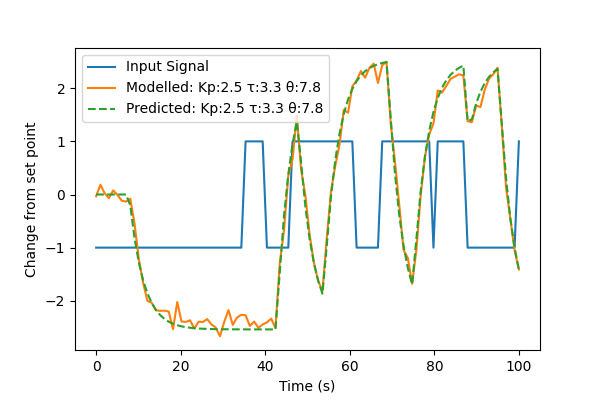 Input Signal
Modelled: Kp:2.5 τ:3.3 θ:7.8
Predicted: Kp:2.5 τ:3.3 θ:7.8
Change from set point
2
1
0
−1
−2
0 20 40 60 80 100
Time (s)